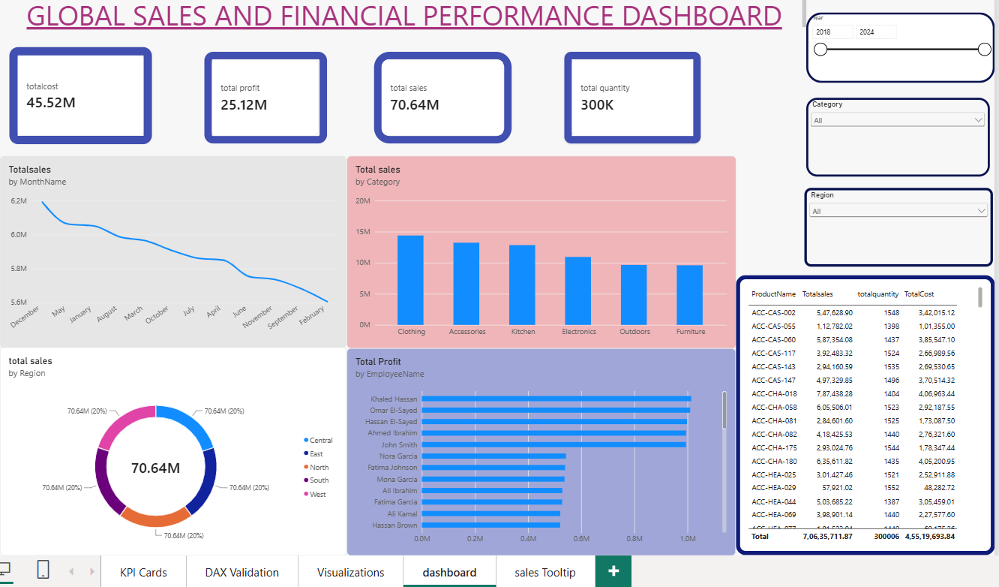 GLOBAL SALES AND FINANCIAL PERFORMANCE DASHBOARD
Year
2018 2024
totalcost
45.52M
total profit
25.12M
total sales
70.64M
total quantity
300K
Category
All
Region
All
Totalsales
by MonthName
6.2M
6.0M
5.8M
5.6M
December May January August March October July April June November September February
Total sales
by Category
20M
15M
10M
5M
0M
Clothing Accessories Kitchen Electronics Outdoors Furniture
total sales
by Region
70.64M (20%) 70.64M (20%)
70.64M
70.64M (20%) 70.64M (20%)
70.64M (20%)
Central
East
North
South
West
Total Profit
by EmployeeName
Khaled Hassan
Omar El-Sayed
Hassan El-Sayed
Ahmed Ibrahim
John Smith
Nora Garcia
Fatima Johnson
Mona Garcia
Ali Ibrahim
Fatima Garcia
Ali Kamal
Hassan Brown
0.0M 0.2M 0.4M 0.6M 0.8M 1.0M
ProductName Totalsales totalquantity TotalCost
ACC-CAS-002 5,47,628.90 1548 3,42,015.12
ACC-CAS-055 1,12,782.02 1398 1,01,355.00
ACC-CAS-060 5,87,354.08 1437 3,85,547.10
ACC-CAS-117 3,92,483.32 1524 2,66,989.56
ACC-CAS-143 2,94,160.59 1535 2,69,530.65
ACC-CAS-147 4,97,329.85 1496 3,70,514.32
ACC-CHA-018 7,87,438.28 1404 4,06,963.44
ACC-CHA-058 6,05,506.01 1523 2,92,187.55
ACC-CHA-081 2,84,601.60 1525 1,73,087.50
ACC-CHA-082 4,18,425.53 1440 2,76,321.60
ACC-CHA-175 2,93,024.76 1544 1,78,347.44
ACC-CHA-180 6,35,611.82 1435 4,05,200.95
ACC-HEA-025 3,01,427.46 1521 2,52,911.88
ACC-HEA-029 57,921.02 1552 48,282.72
ACC-HEA-044 5,03,685.22 1387 3,05,459.01
ACC-HEA-069 3,98,901.14 1440 2,27,577.60
Total 7,06,35,711.87 300006 4,55,19,693.84
KPI Cards DAX Validation Visualizations dashboard sales Tooltip +